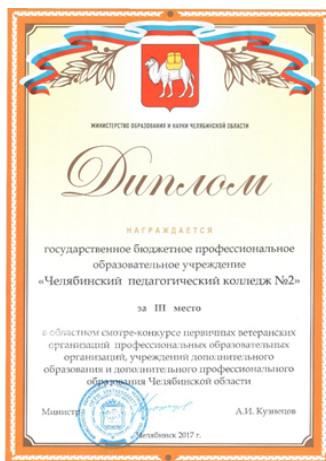 МИНИСТЕРСТВО ОБРАЗОВАНИЯ И НАУКИ ЧЕЛЯБИНСКОЙ ОБЛАСТИ
Диплом
НАГРАЖДАЕТСЯ
государственное бюджетное профессиональное
образовательное учреждение
«Челябинский педагогический колледж №2»
за III место
в областном смотре-конкурсе первичных ветеранских
организаций профессиональных образовательных
организаций, учреждений дополнительного
образования и дополнительного профессионального
образования Челябинской области
Министр А.И. Кузнецов
Челябинск 2017 г.